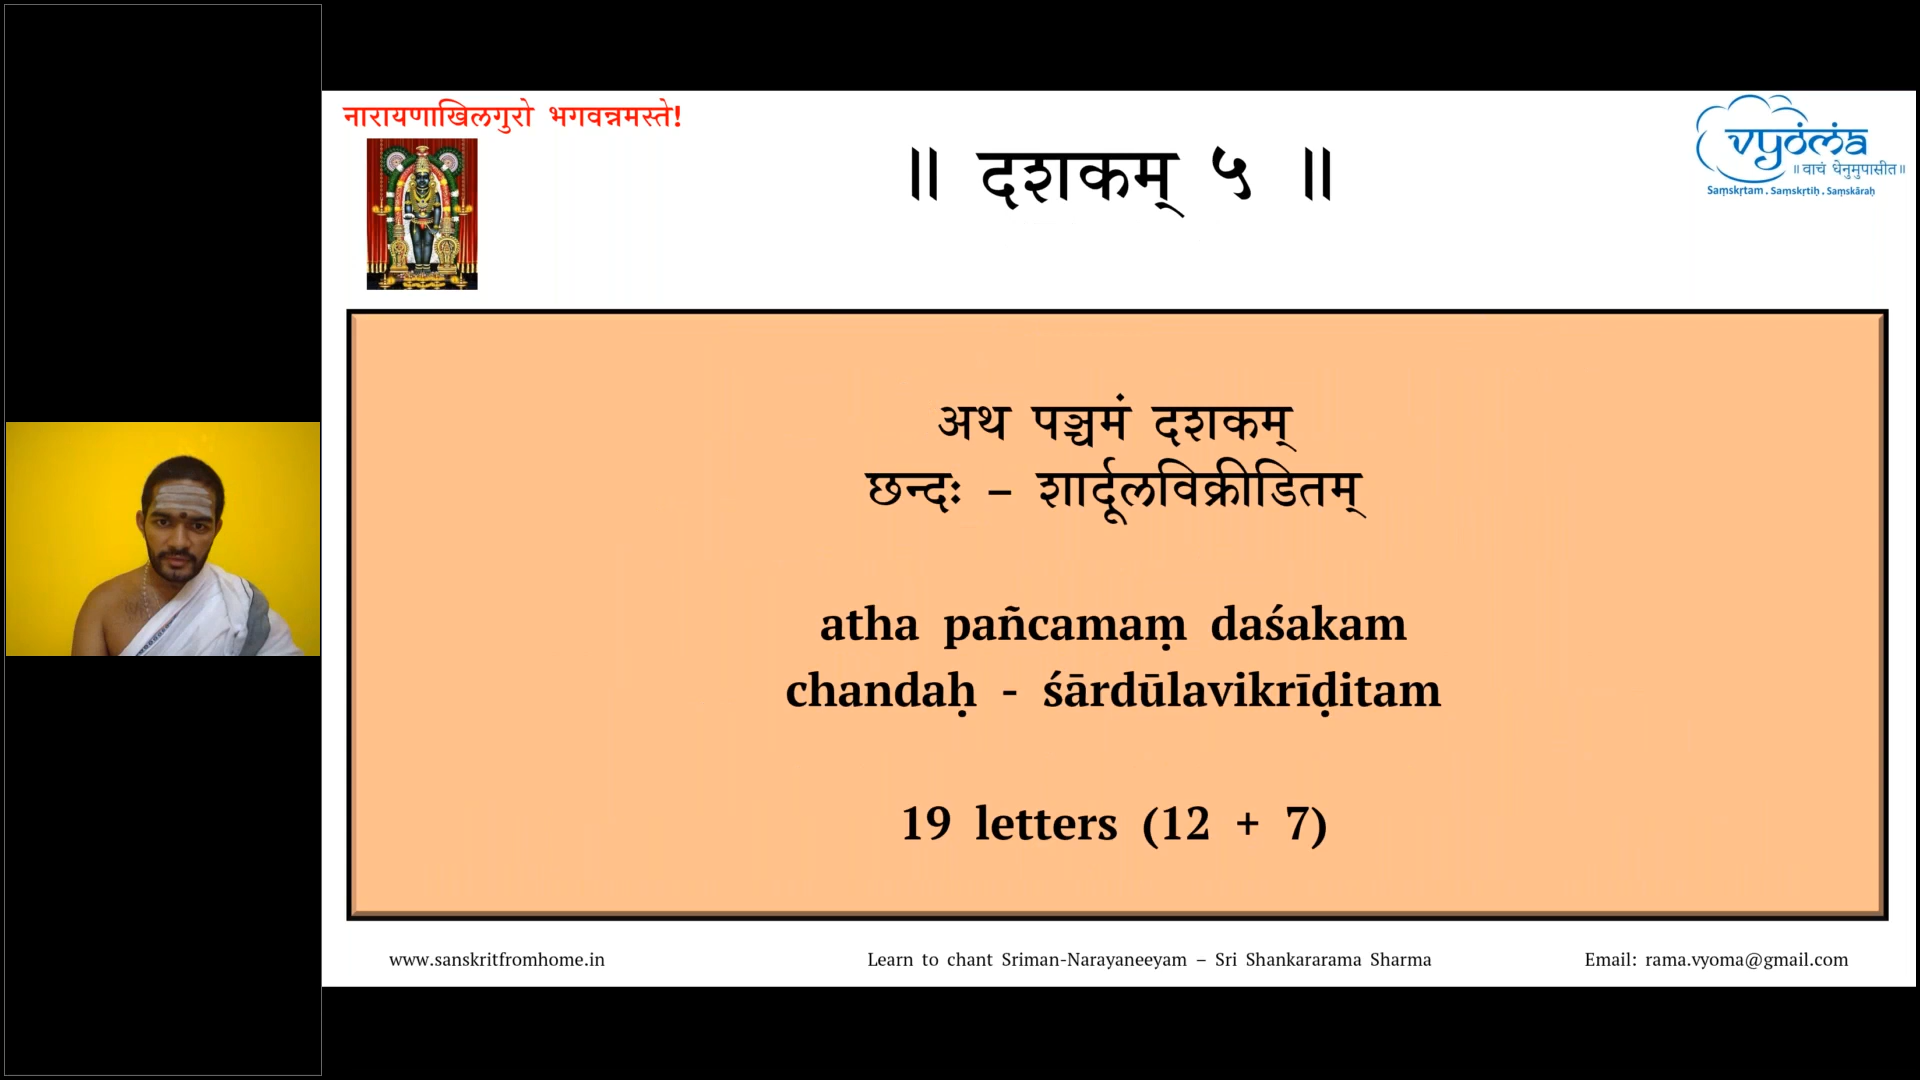 नारायणाखिलगुरो भगवन्नमस्ते!
॥ दशकम् ५ ॥
vyoma
॥ वाचं धेनुमुपासीत॥
Saṃskṛtam . Saṃskṛtiḥ . Saṃskāraḥ
अथ पञ्चमं दशकम्
छन्दः – शार्दूलविक्रीडितम्
atha pañcamaṃ daśakam
chandaḥ - śārdūlavikrīḍitam
19 letters (12 + 7)
www.sanskritfromhome.in
Learn to chant Sriman-Narayaneeyam – Sri Shankararama Sharma
Email: rama.vyoma@gmail.com